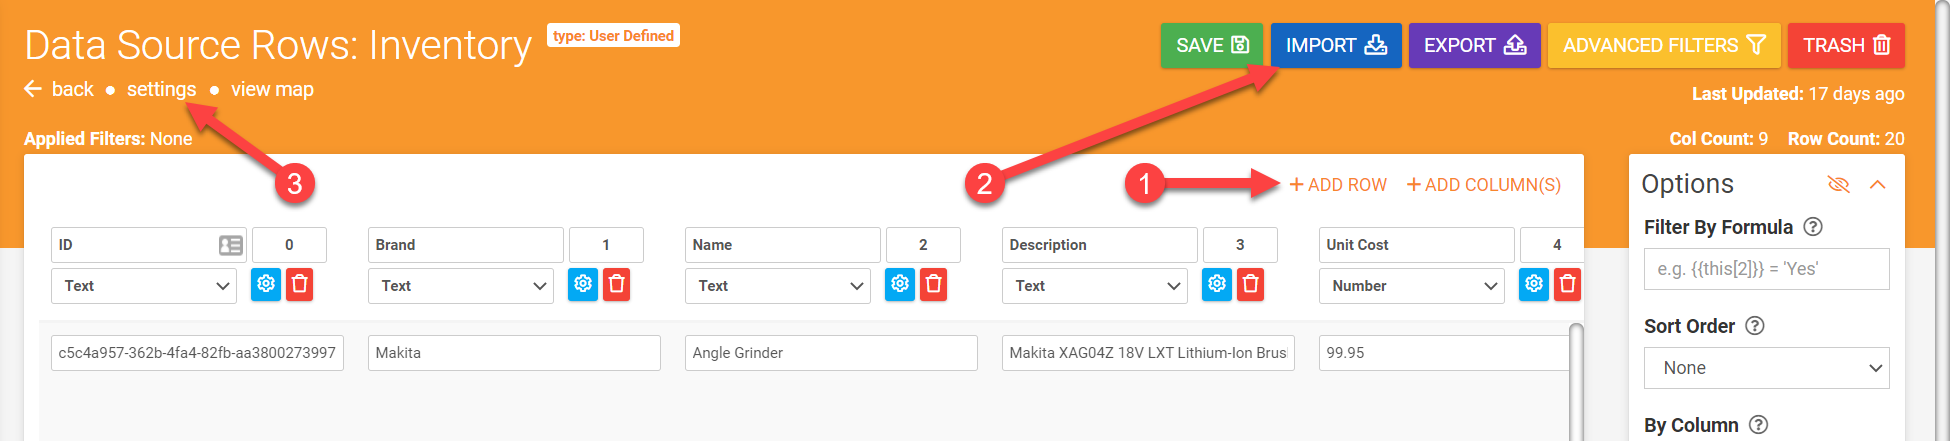 Data Source Rows: Inventory type: User Defined
SAVE IMPORT EXPORT ADVANCED FILTERS TRASH
back • settings • view map
Last Updated: 17 days ago
Applied Filters: None
Col Count: 9 Row Count: 20
3
2
1
+ ADD ROW + ADD COLUMN(S)
ID 0 Brand 1 Name 2 Description 3 Unit Cost 4
Text Text Text Text Number
c5c4a957-362b-4fa4-82fb-aa3800273997 Makita Angle Grinder Makita XAG04Z 18V LXT Lithium-Ion Brus 99.95
Options
Filter By Formula ?
e.g. {{this[2]}} = 'Yes'
Sort Order ?
None
By Column ?